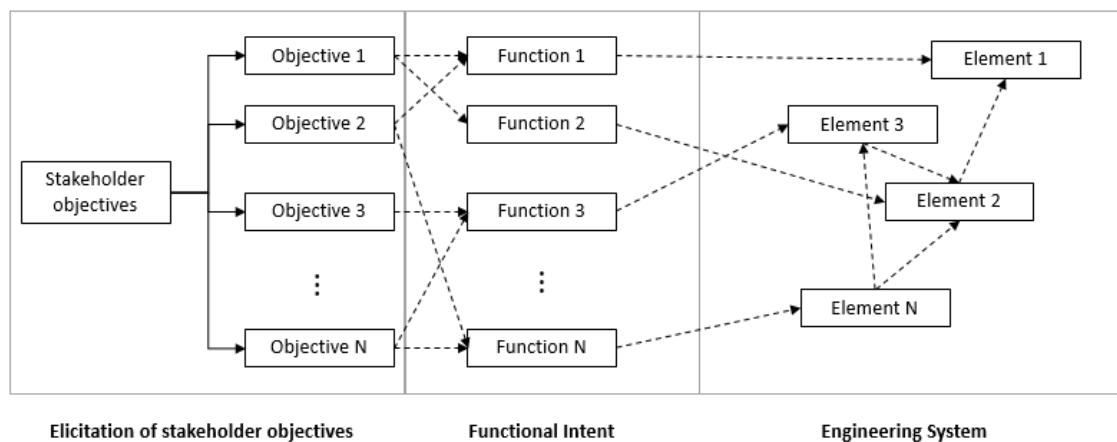 Stakeholder
objectives
Objective 1
Objective 2
Objective 3
⋮
Objective N
Function 1
Function 2
Function 3
⋮
Function N
Element 1
Element 3
Element 2
Element N
Elicitation of stakeholder objectives
Functional Intent
Engineering System